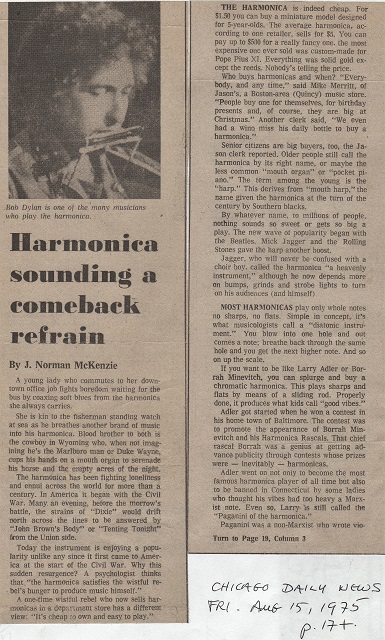 Bob Dylan is one of the many musicians
who play the harmonica.
Harmonica
sounding a
comeback
refrain
By J. Norman McKenzie
A young lady who commutes to her down-
town office job fights boredom waiting for the
bus by coaxing soft blues from the harmonica
she always carries.
She is kin to the fisherman standing watch
at sea as he breathes another brand of music
into his harmonica. Blood brother to both is
the cowboy in Wyoming who, when not imag-
ining he's the Marlboro man or Duke Wayne,
cups his hands on a mouth organ to serenade
his house and the empty acres of the night.
The harmonica has been fighting loneliness
and ennui across the world for more than a
century. In America it began with the Civil
War. Many an evening, before the morrow's
battle, the strains of "Dixie" would drift
north across the lines to be answered by
"John Brown's Body" or "Tenting Tonight"
from the Union side.
Today the instrument is enjoying a popu-
larity unlike any since it first came to Amer-
ica at the start of the Civil War. Why this
sudden resurgence? A psychologist thinks
that, "the harmonica satisfies the wistful re-
bel's hunger to produce music himself."
A one-time wistful rebel who now sells har-
monicas in a department store has a different
view: "It's cheap to own and easy to play."
THE HARMONICA is indeed cheap. For
$1.50 you can buy a miniature model designed
for 5-year-olds. The average harmonica, ac-
cording to one retailer, sells for $5. You can
pay up to $500 for a really fancy one, the most
expensive one ever sold was custom-made for
Pope Pius XI. Everything was solid gold ex-
cept the reeds. Nobody's telling the price.
Who buys harmonicas and when? "Every-
body, and any time," said Mike Merritt, of
Jason's, a Boston-area (Quincy) music store.
"People buy one for themselves, for birthday
presents and, of course, they are big at
Christmas." Another clerk said, "We even
had a wino miss his daily bottle to buy a
harmonica."
Senior citizens are big buyers, too, the Ja-
son clerk reported. Older people still call the
harmonica by its right name, or maybe the
less common "mouth organ" or "pocket pi-
ano." The term among the young is the
"harp." This derives from "mouth harp," the
name given the harmonica at the turn of the
century by Southern blacks.
By whatever name, to millions of people,
nothing sounds so sweet or gets so big a
play. The new wave of popularity began with
the Beatles. Mick Jagger and the Rolling
Stones gave the harp another boost.
Jagger, who will never be confused with a
choir boy, called the harmonica "a heavenly
instrument," although he now depends more
on bumps, grinds and strobe lights to turn
on his audiences (and himself)
MOST HARMONICAS play only whole notes
no sharps, no flats. Simple in concept, it's
what musicologists call a "diatonic instru-
ment." You blow into one hole and out
comes a note; breathe back through the same
hole and you get the next higher note. And so
on up the scale.
If you want to be like Larry Adler or Bor-
rah Minevitch, you can splurge and buy a
chromatic harmonica. This plays sharps and
flats by means of a sliding rod. Properly
done, it produces what kids call "good vibes."
Adler got started when he won a contest in
his home town of Baltimore. The contest was
to promote the appearance of Borrah Min-
evitch and his Harmonica Rascals. That chief
rascal Borrah was a genius at getting ad-
vance publicity through contests whose prizes
were — inevitably — harmonicas.
Adler went on not only to become the most
famous harmonica player of all time but also
to be banned in Connecticut by some ladies
who thought his vibes had too heavy a Marx-
ist note. Even so, Larry is still called the
"Paganini of the harmonica."
Paganini was a non-Marxist who wrote vio-
Turn to Page 19, Column 3
CHICAGO DAILY NEWS
FRI. AUG 15, 1975
p. 17+.